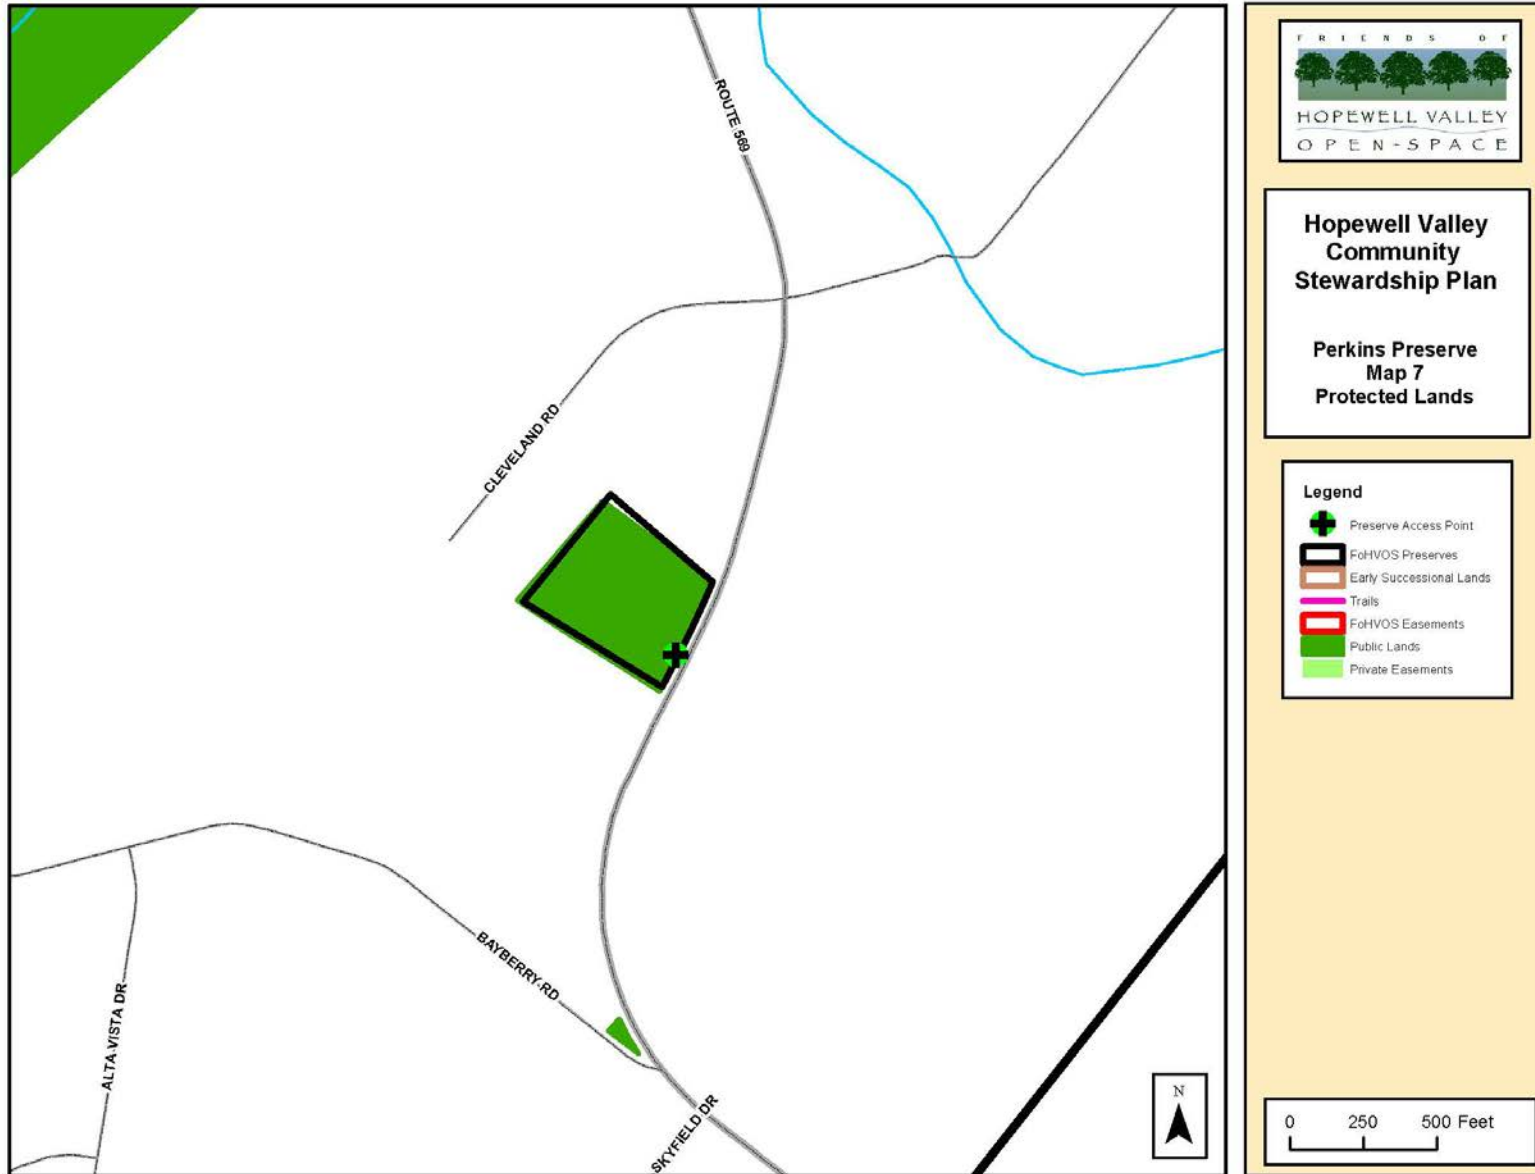 ROUTE 569
CLEVELAND RD
BAYBERRY RD
ALTA VISTA DR
SKYFIELD DR
N
FRIENDS OF
HOPEWELL VALLEY
OPEN-SPACE
Hopewell Valley
Community
Stewardship Plan
Perkins Preserve
Map 7
Protected Lands
Legend
Preserve Access Point
FoHVOS Preserves
Early Successional Lands
Trails
FoHVOS Easements
Public Lands
Private Easements
0 250 500 Feet